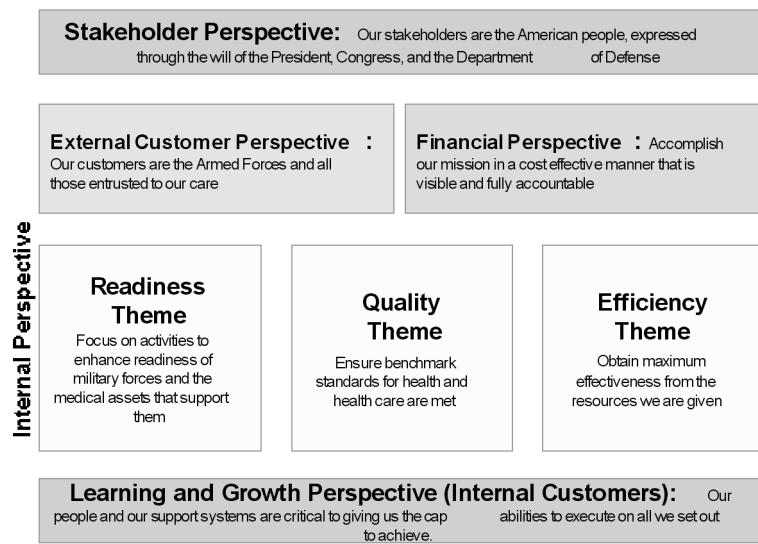 Stakeholder Perspective: Our stakeholders are the American people, expressed
through the will of the President, Congress, and the Department of Defense
External Customer Perspective :
Our customers are the Armed Forces and all
those entrusted to our care
Financial Perspective : Accomplish
our mission in a cost effective manner that is
visible and fully accountable
Internal Perspective
Readiness
Theme
Focus on activities to
enhance readiness of
military forces and the
medical assets that support
them
Quality
Theme
Ensure benchmark
standards for health and
health care are met
Efficiency
Theme
Obtain maximum
effectiveness from the
resources we are given
Learning and Growth Perspective (Internal Customers): Our
people and our support systems are critical to giving us the cap abilities to execute on all we set out
to achieve.